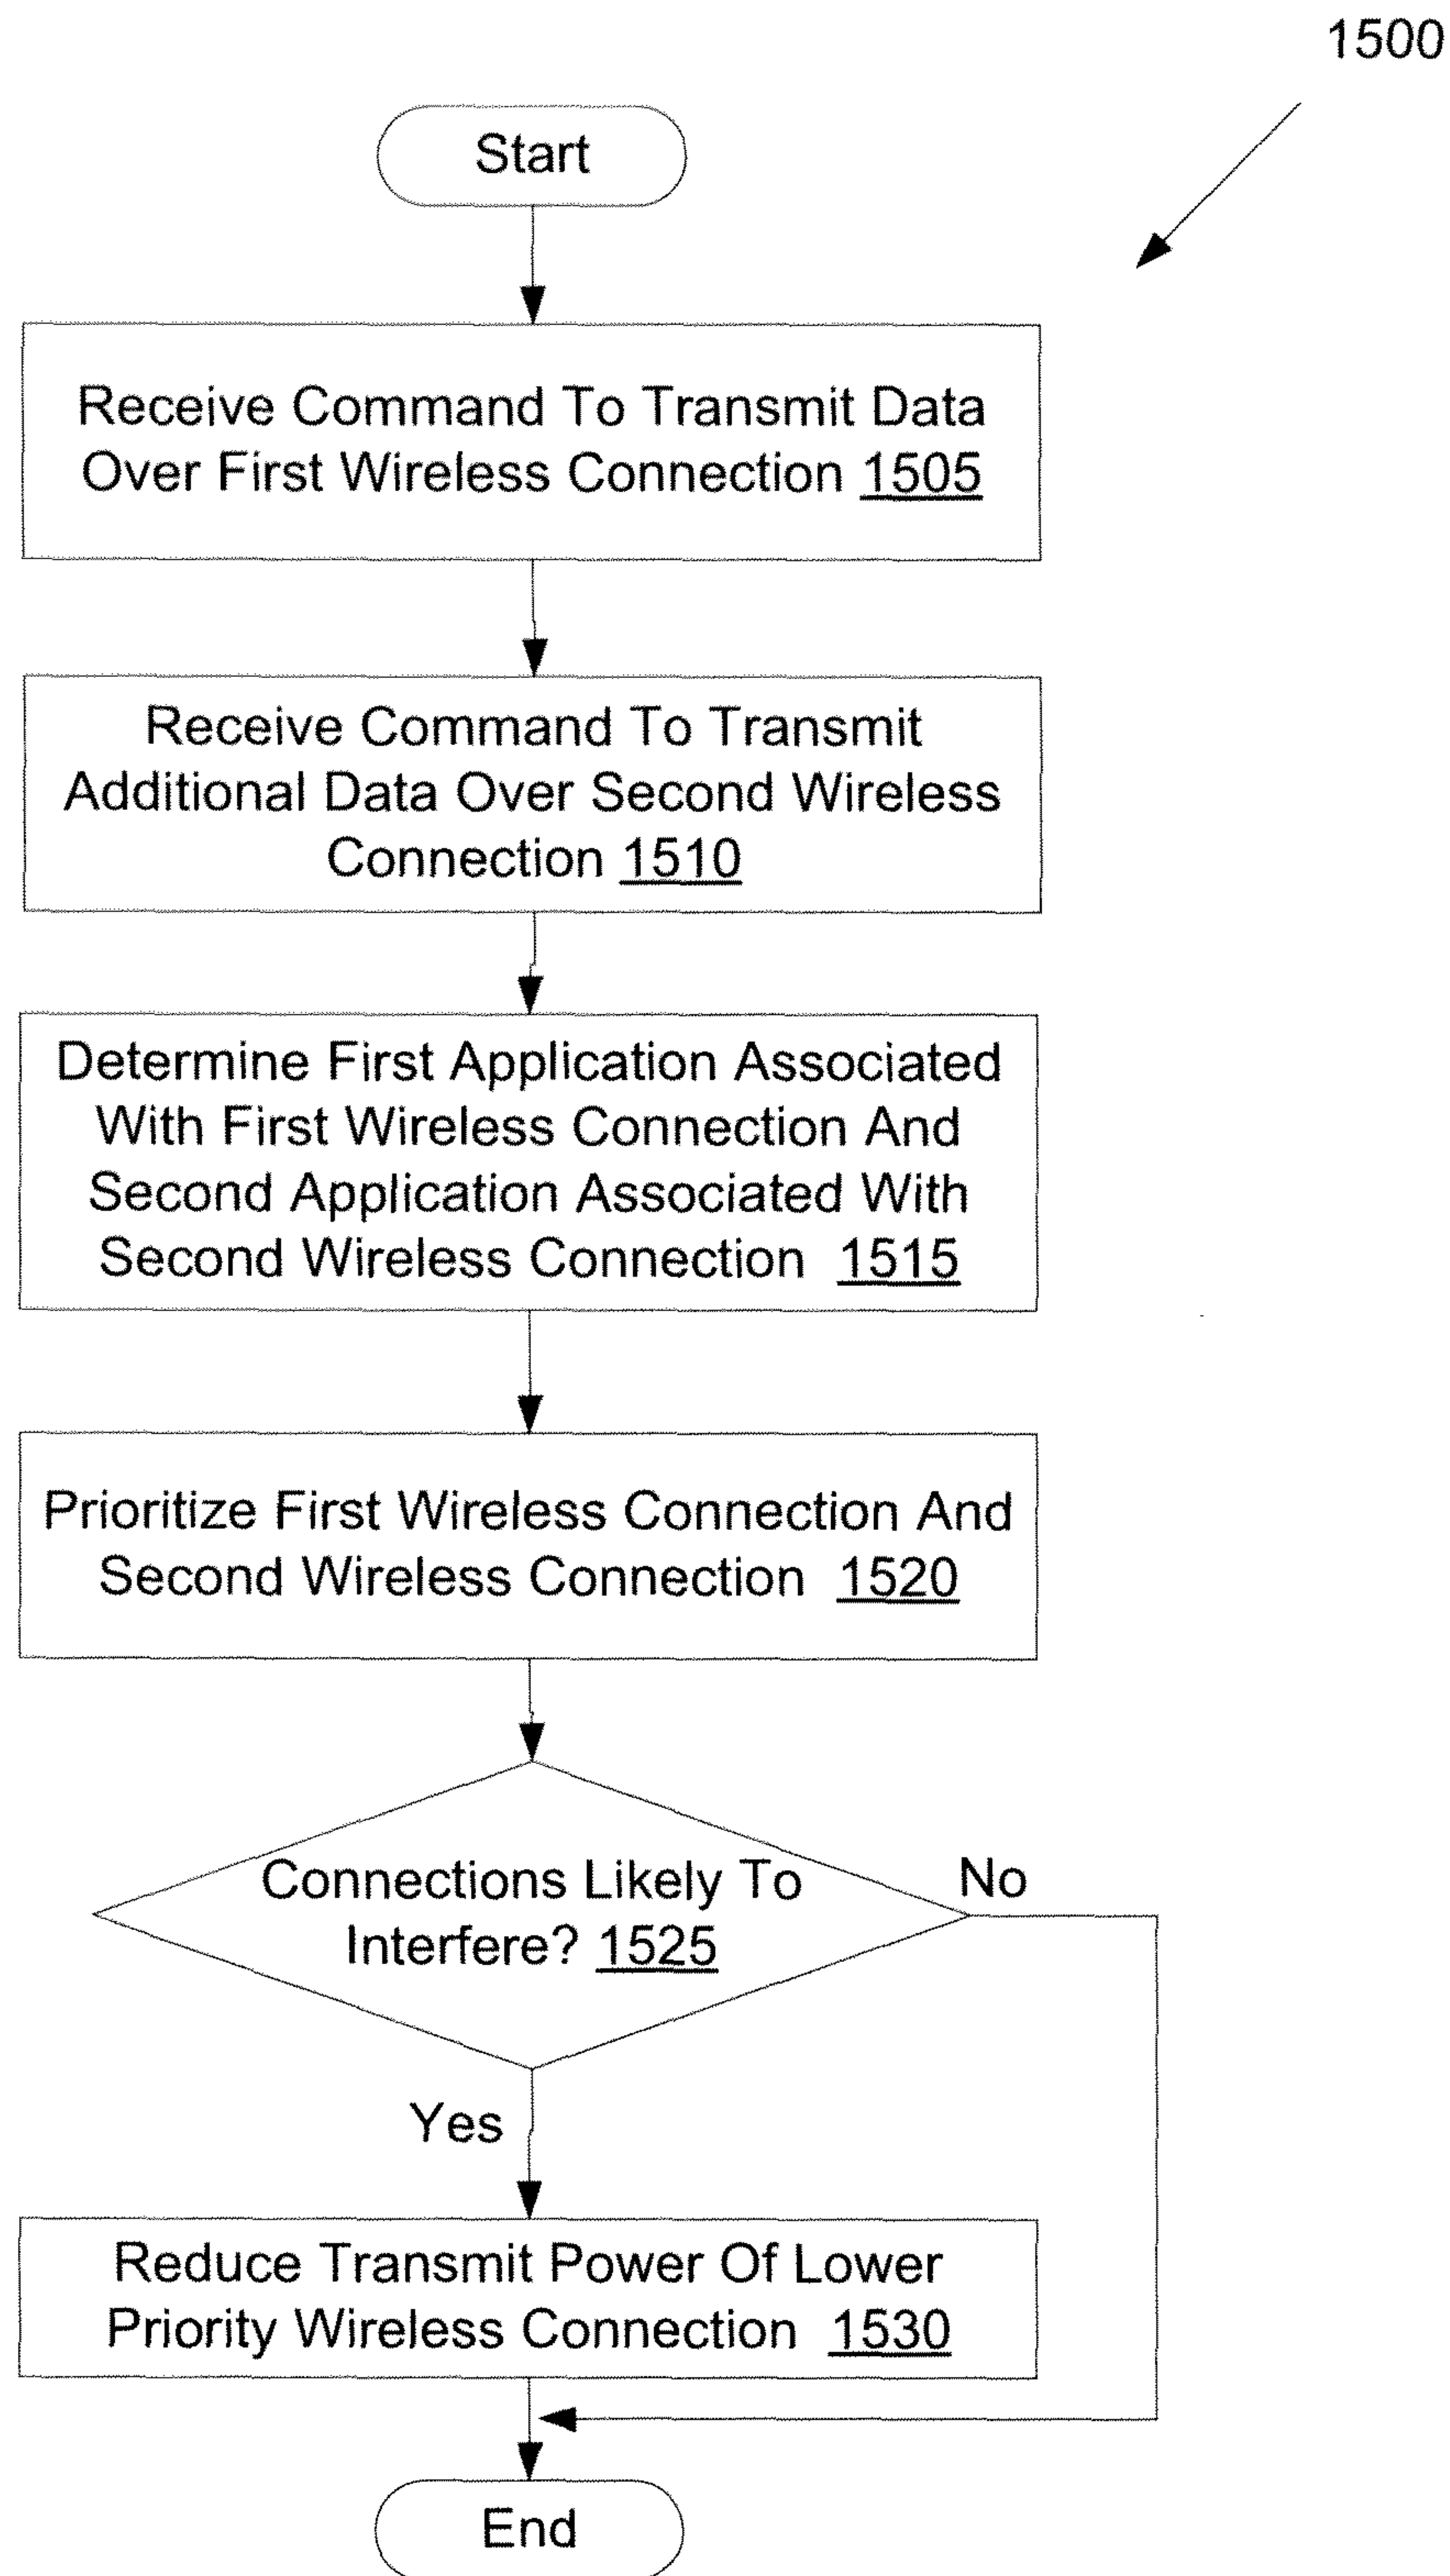 1500
Start
Receive Command To Transmit Data
Over First Wireless Connection 1505
Receive Command To Transmit
Additional Data Over Second Wireless
Connection 1510
Determine First Application Associated
With First Wireless Connection And
Second Application Associated With
Second Wireless Connection 1515
Prioritize First Wireless Connection And
Second Wireless Connection 1520
Connections Likely To
Interfere? 1525
No
Yes
Reduce Transmit Power Of Lower
Priority Wireless Connection 1530
End